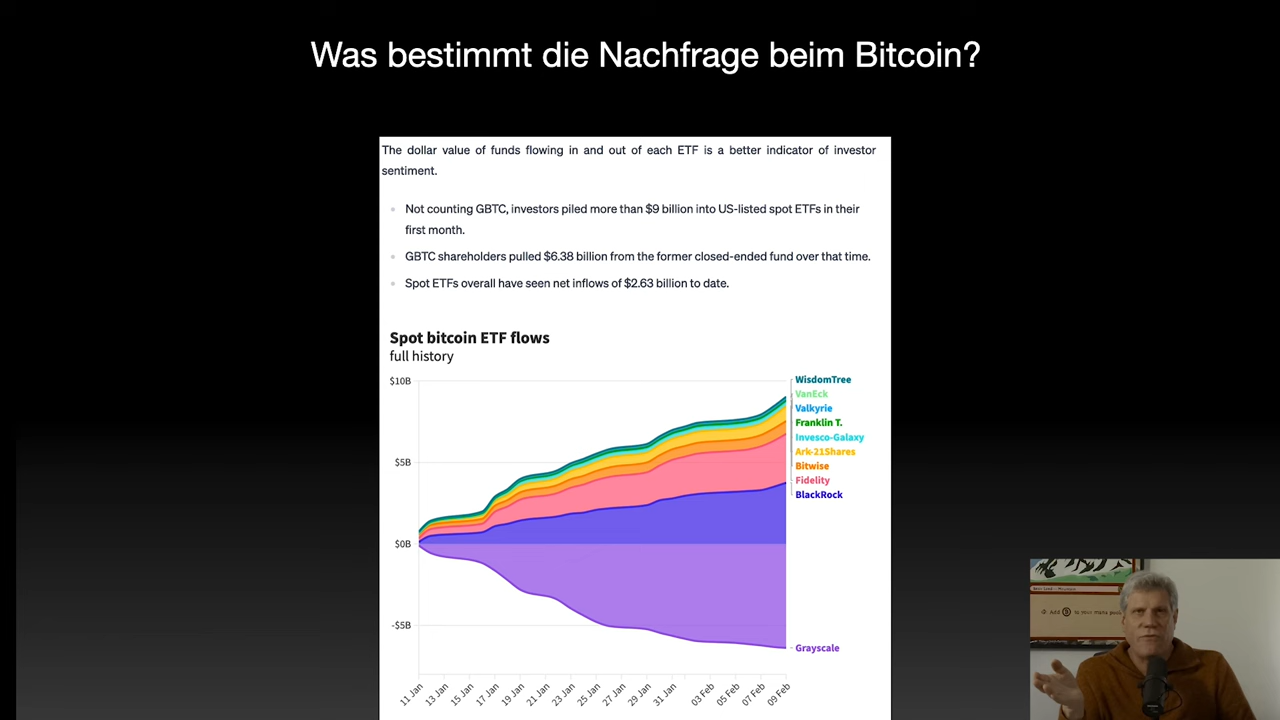 Was bestimmt die Nachfrage beim Bitcoin?
The dollar value of funds flowing in and out of each ETF is a better indicator of investor
sentiment.
Not counting GBTC, investors piled more than $9 billion into US-listed spot ETFs in their
first month.
GBTC shareholders pulled $6.38 billion from the former closed-ended fund over that time.
Spot ETFs overall have seen net inflows of $2.63 billion to date.
Spot bitcoin ETF flows
full history
$10B
$5B
$0B
-$5B
WisdomTree
VanEck
Valkyrie
Franklin T.
Invesco-Galaxy
Ark-21Shares
Bitwise
Fidelity
BlackRock
Grayscale
11 Jan
13 Jan
15 Jan
17 Jan
19 Jan
21 Jan
23 Jan
25 Jan
27 Jan
29 Jan
31 Jan
03 Feb
05 Feb
07 Feb
09 Feb
Add B to your mana pool